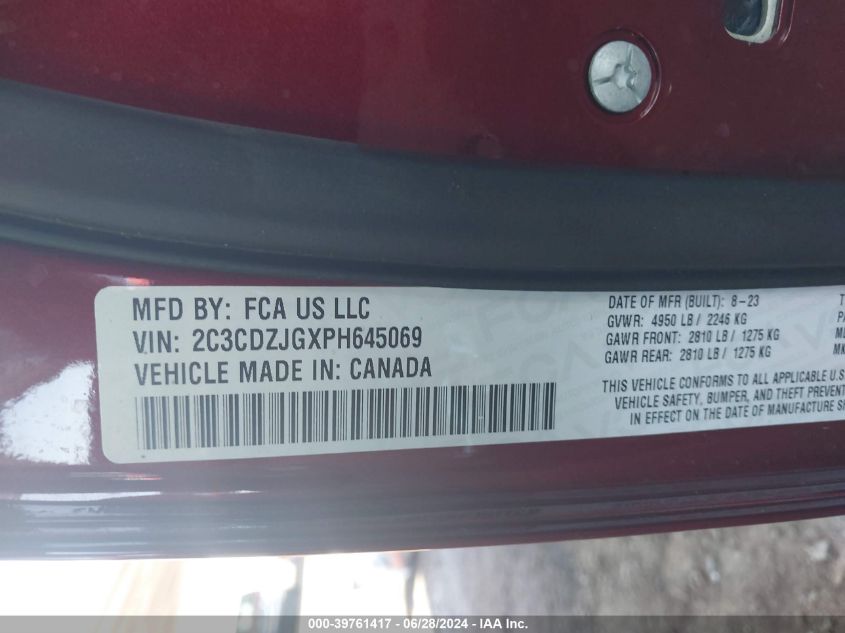 MFD BY: FCA US LLC
VIN: 2C3CDZJGXPH645069
VEHICLE MADE IN: CANADA
DATE OF MFR (BUILT): 8-23
GVWR: 4950 LB / 2246 KG
GAWR FRONT: 2810 LB / 1275 KG
GAWR REAR: 2810 LB / 1275 KG
THIS VEHICLE CONFORMS TO ALL APPLICABLE U.S
VEHICLE SAFETY, BUMPER, AND THEFT PREVENT
IN EFFECT ON THE DATE OF MANUFACTURE
000-39761417 / 06/28/2024 - IAA Inc.